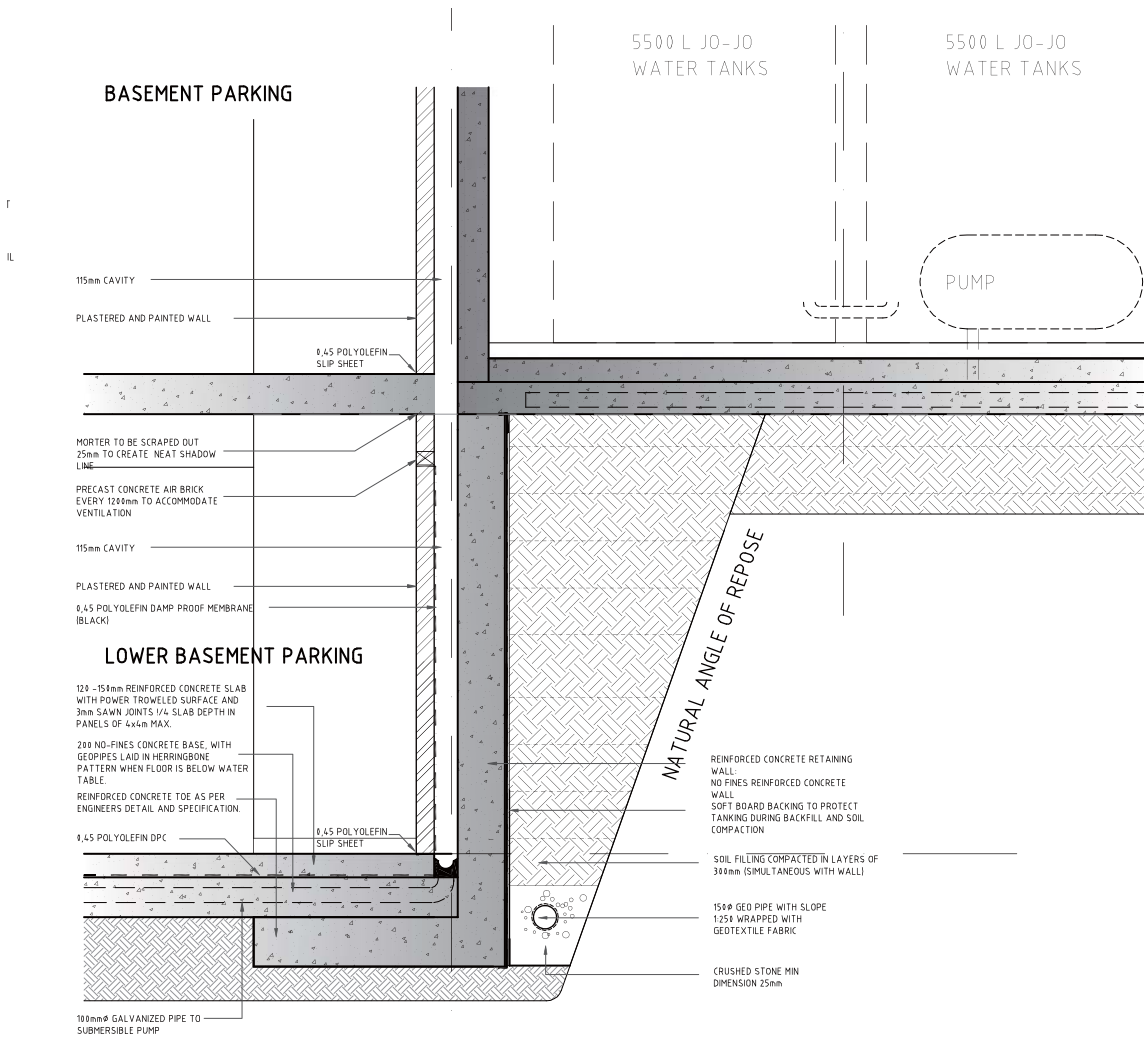 5500 L JO-JO
WATER TANKS
5500 L JO-JO
WATER TANKS
BASEMENT PARKING
IL
115mm CAVITY
PUMP
PLASTERED AND PAINTED WALL
0,45 POLYOLEFIN
SLIP SHEET
MORTER TO BE SCRAPED OUT
25mm TO CREATE NEAT SHADOW
LINE
PRECAST CONCRETE AIR BRICK
EVERY 1200mm TO ACCOMMODATE
VENTILATION
115mm CAVITY
PLASTERED AND PAINTED WALL
0,45 POLYOLEFIN DAMP PROOF MEMBRANE
(BLACK)
NATURAL ANGLE OF REPOSE
LOWER BASEMENT PARKING
120 -150mm REINFORCED CONCRETE SLAB
WITH POWER TROWELED SURFACE AND
3mm SAWN JOINTS 1/4 SLAB DEPTH IN
PANELS OF 4x4m MAX.
200 NO-FINES CONCRETE BASE, WITH
GEOPIPES LAID IN HERRINGBONE
PATTERN WHEN FLOOR IS BELOW WATER
TABLE.
REINFORCED CONCRETE TOE AS PER
ENGINEERS DETAIL AND SPECIFICATION.
0,45 POLYOLEFIN DPC
0,45 POLYOLEFIN
SLIP SHEET
REINFORCED CONCRETE RETAINING
WALL:
NO FINES REINFORCED CONCRETE
WALL
SOFT BOARD BACKING TO PROTECT
TANKING DURING BACKFILL AND SOIL
COMPACTION
SOIL FILLING COMPACTED IN LAYERS OF
300mm (SIMULTANEOUS WITH WALL)
150Ø GEO PIPE WITH SLOPE
1:250 WRAPPED WITH
GEOTEXTILE FABRIC
CRUSHED STONE MIN
DIMENSION 25mm
100mmØ GALVANIZED PIPE TO
SUBMERSIBLE PUMP